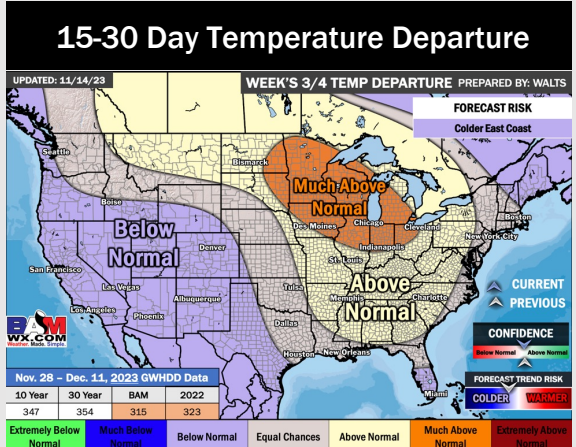 15-30 Day Temperature Departure
UPDATED: 11/14/23
WEEK'S 3/4 TEMP DEPARTURE PREPARED BY: WALTS
FORECAST RISK
Colder East Coast
Seattle
Bismarck
Much Above
Normal
Boise
Boston
Chicago
Cleveland
New York City
Des Moines
Below
Normal
Denver
Indianapolis
St. Louis
San Francisco
Las Vegas
Tulsa
Above
Normal
Memphis
Charlotte
Albuquerque
Los Angeles
Phoenix
Dallas
Houston
New Orleans
Miami
CURRENT
PREVIOUS
BAM
WX.COM
Weather. Made. Simple.
CONFIDENCE
Below Normal Above Normal
FORECAST TREND RISK
COLDER WARMER
Nov. 28 – Dec. 11, 2023 GWHDD Data
10 Year 30 Year BAM 2022
347 354 315 323
Extremely Below
Normal
Much Below
Normal
Below Normal
Equal Chances
Above Normal
Much Above
Normal
Extremely Above
Normal